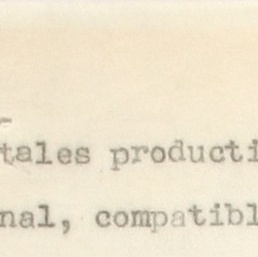 tales producti
nal, compatibl